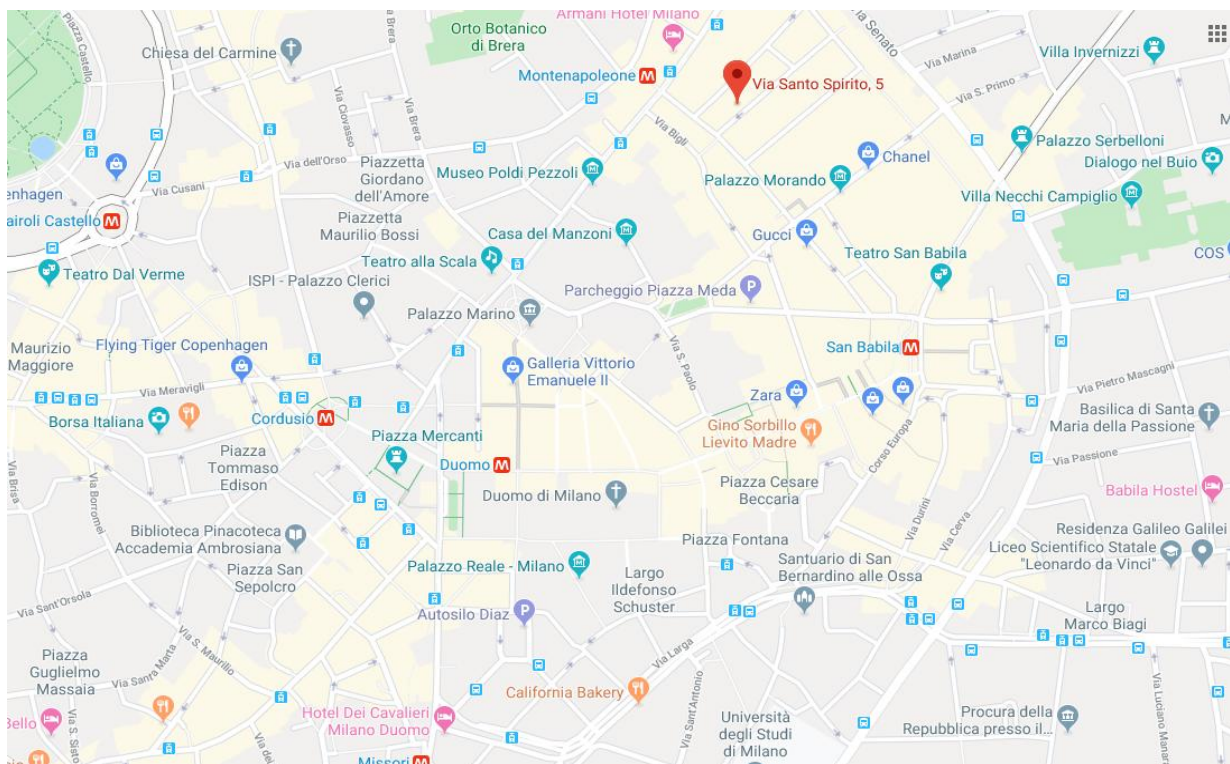 Armani Hotel Milano
Orto Botanico
di Brera
Chiesa del Carmine
Piazza Castello
Via Brera
Via Senato
Villa Invernizzi
Via Marina
Montenapoleone
Via Santo Spirito, 5
Via S. Primo
Via Ciovasso
Via Brera
Via Bigli
Palazzo Serbelloni
Chanel
Dialogo nel Buio
Via dell'Orso
Piazzetta
Giordano
dell'Amore
Museo Poldi Pezzoli
Palazzo Morando
Villa Necchi Campiglio
enhagen
Via Cusani
airoli Castello
Piazzetta
Maurilio Bossi
Casa del Manzoni
Gucci
Teatro San Babila
COS
Teatro Dal Verme
Teatro alla Scala
ISPI - Palazzo Clerici
Parcheggio Piazza Meda
Palazzo Marino
Maurizio
Maggiore
Flying Tiger Copenhagen
San Babila
Galleria Vittorio
Emanuele II
Via S. Paolo
Via Meravigli
Via Pietro Mascagni
Zara
Borsa Italiana
Cordusio
Gino Sorbillo
Lievito Madre
Basilica di Santa
Maria della Passione
Piazza Mercanti
Corso Europa
Piazza
Tommaso
Edison
Duomo
Via Passione
Via Brisa
Via Borromei
Duomo di Milano
Piazza Cesare
Beccaria
Babila Hostel
Via Durini
Via Cerva
Biblioteca Pinacoteca
Accademia Ambrosiana
Piazza Fontana
Residenza Galileo Galilei
Liceo Scientifico Statale
"Leonardo da Vinci"
Piazza San
Sepolcro
Palazzo Reale - Milano
Largo
Ildefonso
Schuster
Santuario di San
Bernardino alle Ossa
Via Sant'Orsola
Autosilo Diaz
Largo
Marco Biagi
Via S. Maurilio
Piazza
Guglielmo
Massaia
Via Santa Marta
Via Larga
California Bakery
Via Sant'Antonio
Via Luciano Manara
Bello
Via S. Sisto
Hotel Dei Cavalieri
Milano Duomo
Università
degli Studi
di Milano
Procura della
Repubblica presso il...
Missori